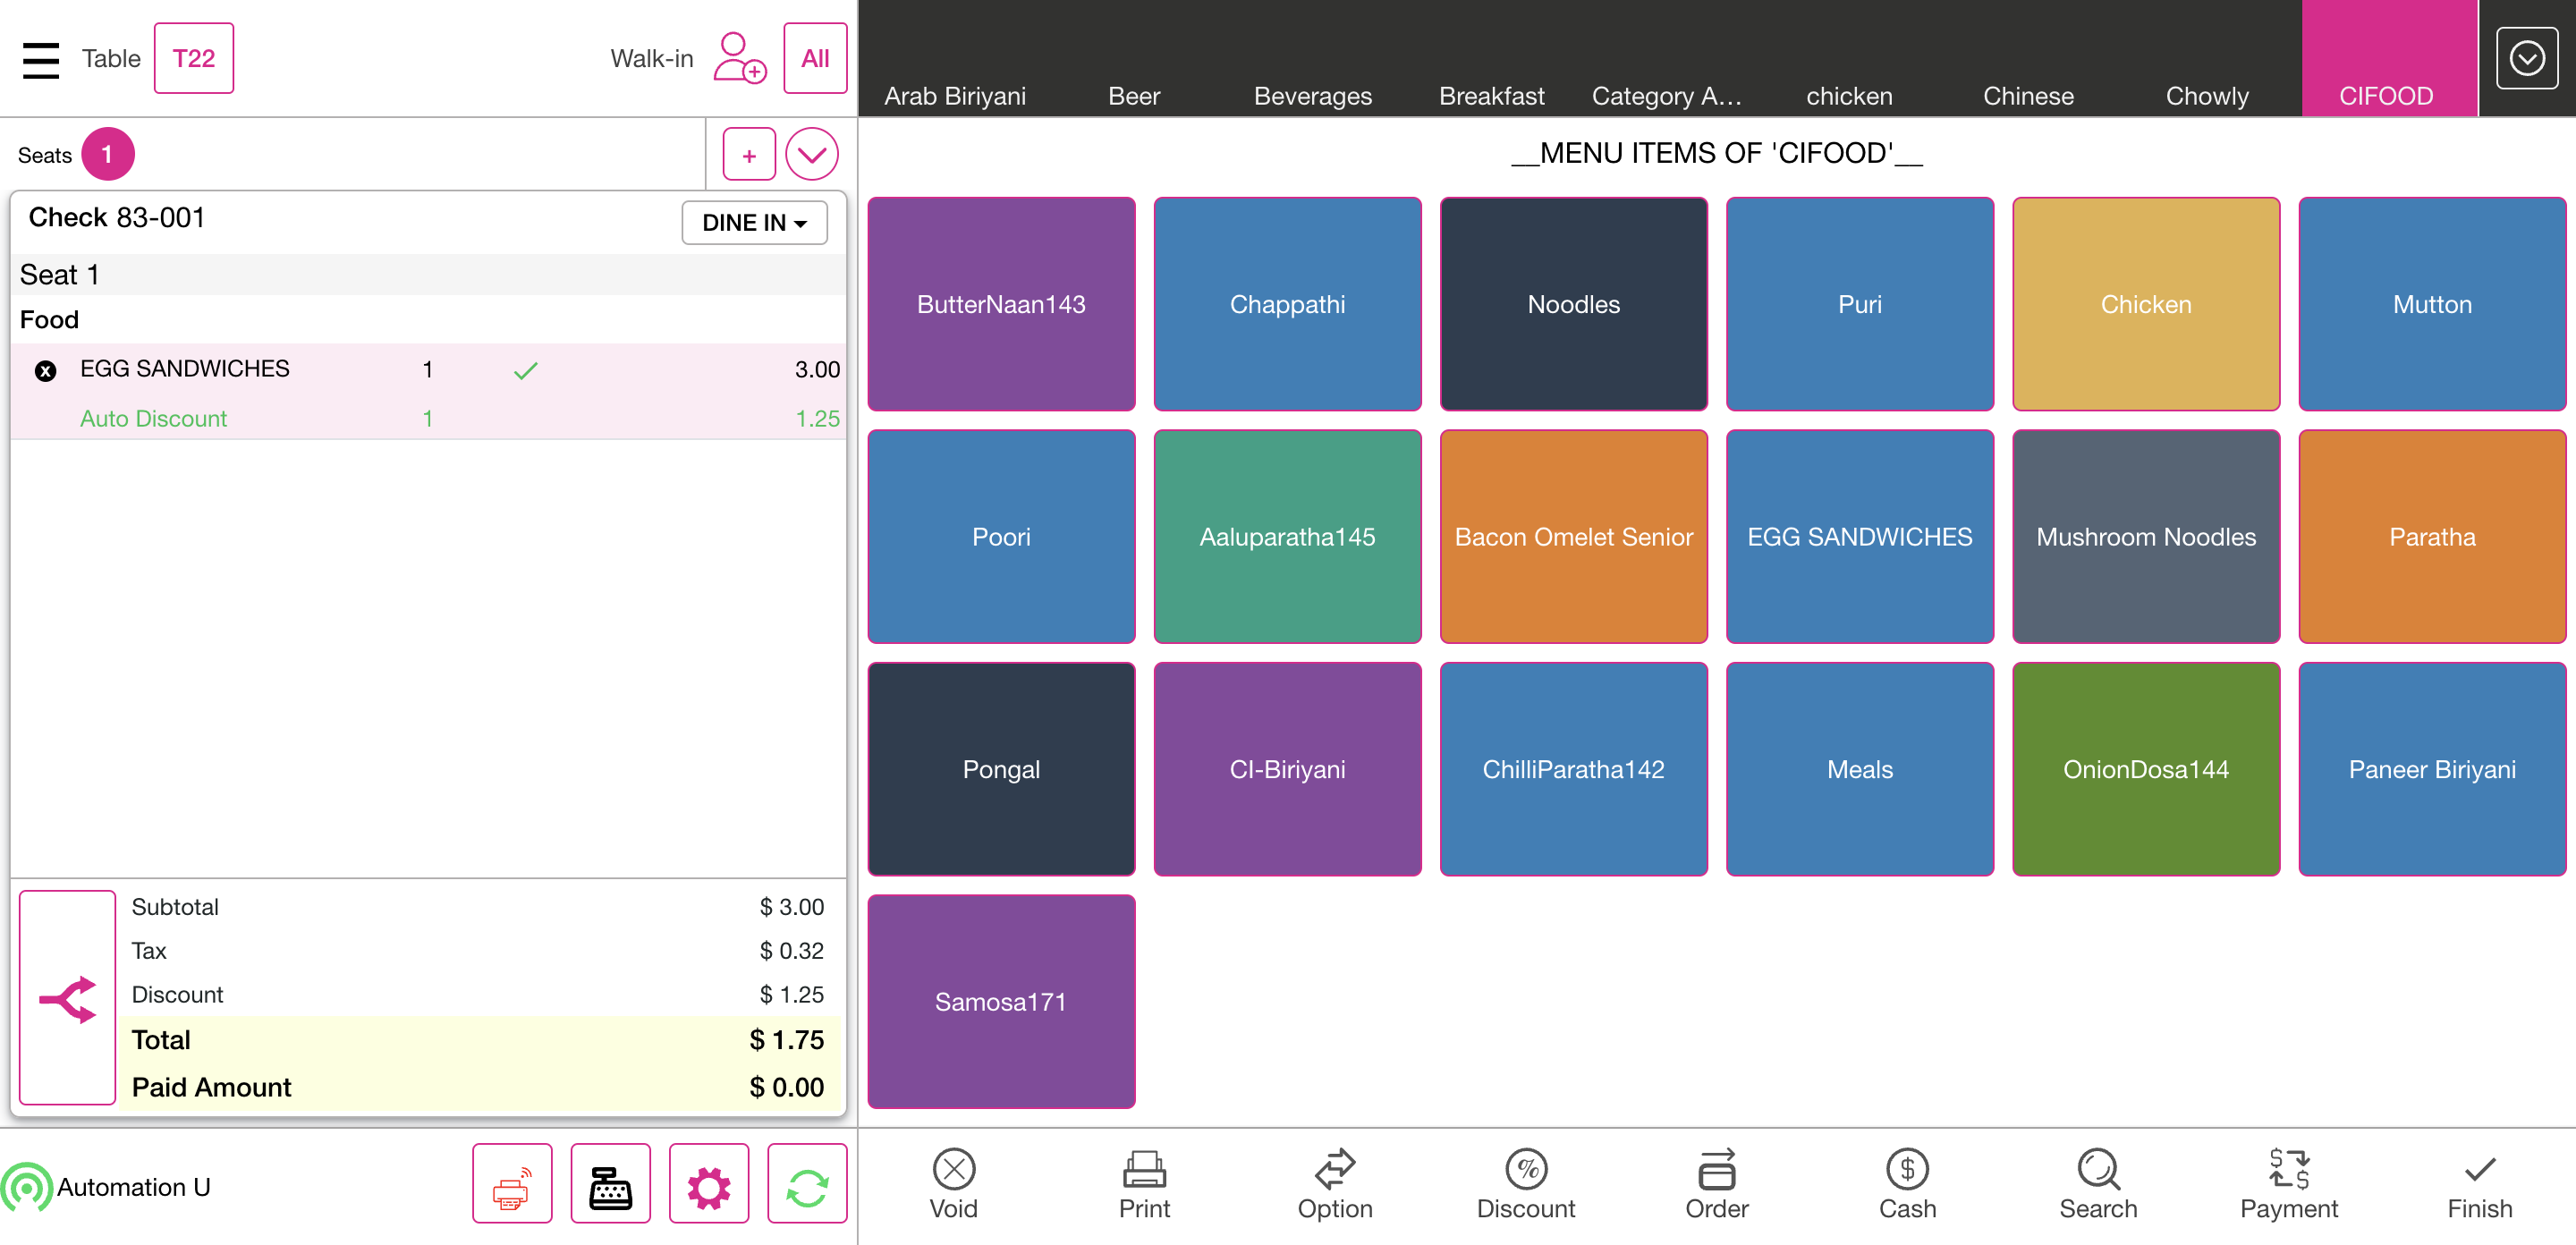 Table T22 Walk-in All
Arab Biriyani Beer Beverages Breakfast Category A... chicken Chinese Chowly CIFOOD
Seats 1 +
__MENU ITEMS OF 'CIFOOD'__
Check 83-001 DINE IN
Seat 1
Food
X EGG SANDWICHES 1 3.00
Auto Discount 1 1.25
ButterNaan143 Chappathi Noodles Puri Chicken Mutton
Poori Aaluparatha145 Bacon Omelet Senior EGG SANDWICHES Mushroom Noodles Paratha
Pongal CI-Biriyani ChilliParatha142 Meals OnionDosa144 Paneer Biriyani
Samosa171
Subtotal $ 3.00
Tax $ 0.32
Discount $ 1.25
Total $ 1.75
Paid Amount $ 0.00
Automation U
Void Print Option Discount Order Cash Search Payment Finish